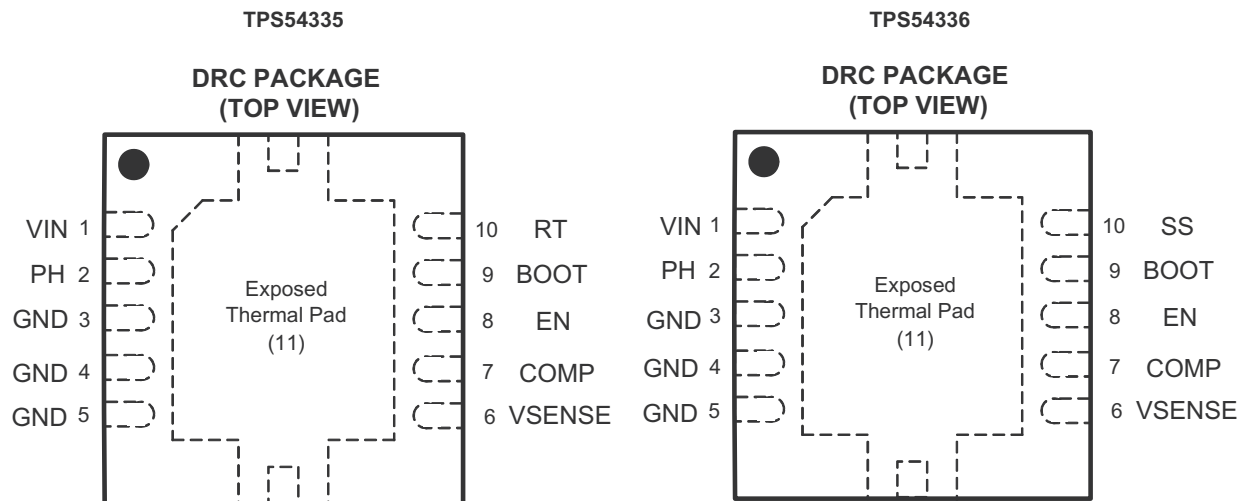 TPS54335
DRC PACKAGE
(TOP VIEW)
VIN 1
PH 2
GND 3
GND 4
GND 5
Exposed
Thermal Pad
(11)
10 RT
9 BOOT
8 EN
7 COMP
6 VSENSE
TPS54336
DRC PACKAGE
(TOP VIEW)
VIN 1
PH 2
GND 3
GND 4
GND 5
Exposed
Thermal Pad
(11)
10 SS
9 BOOT
8 EN
7 COMP
6 VSENSE